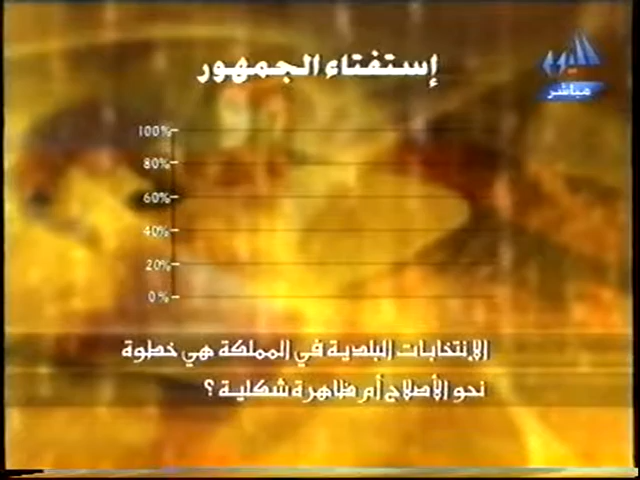 إستفتاء الجمهور
اليوم
مباشر
100%
80%
60%
40%
20%
0%
الإنتخابات البلدية في المملكة هي خطوة
نحو الأصلاح أم ظاهرة شكلية ؟